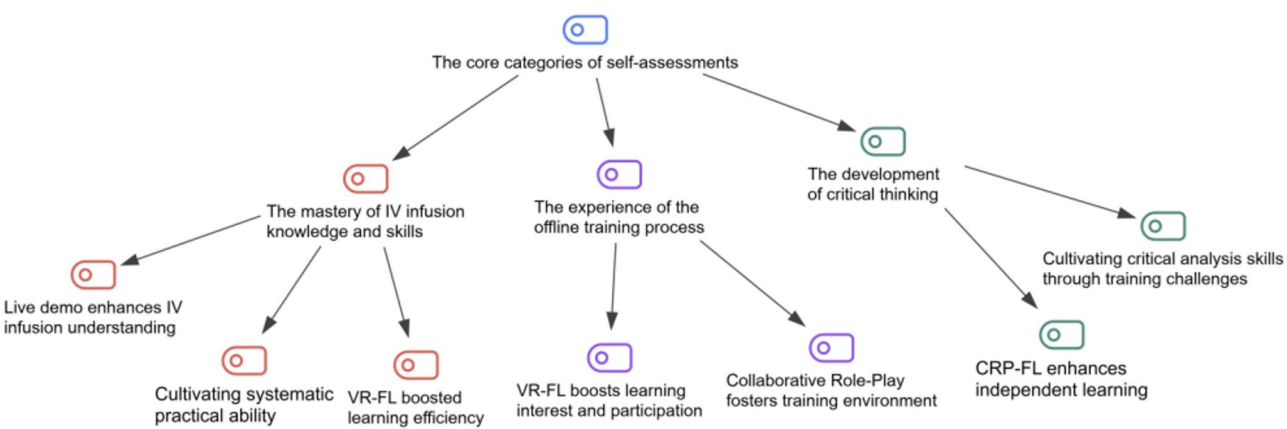 The core categories of self-assessments
The development
of critical thinking
The mastery of IV infusion
knowledge and skills
The experience of the
offline training process
Cultivating critical analysis skills
through training challenges
Live demo enhances IV
infusion understanding
Cultivating systematic
practical ability
VR-FL boosted
learning efficiency
VR-FL boosts learning
interest and participation
Collaborative Role-Play
fosters training environment
CRP-FL enhances
independent learning